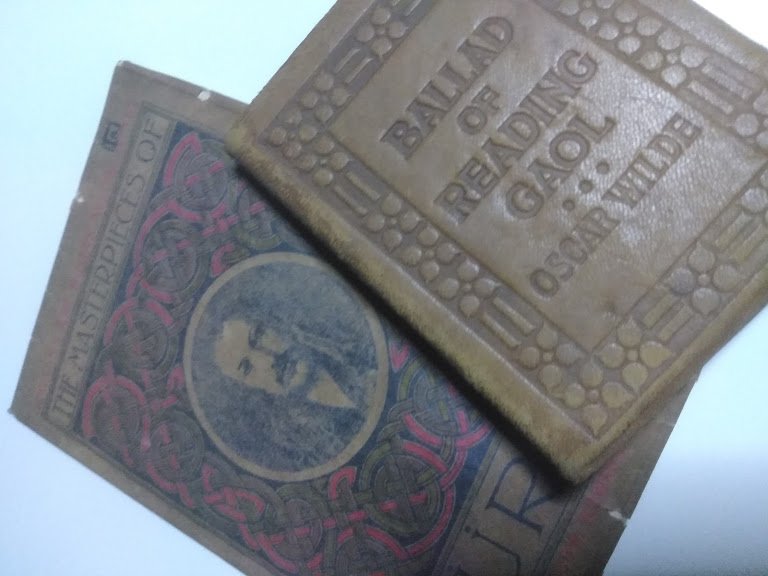 BALLAD
OF
READING
GAOL
OSCAR WILDE
THE MASTERPIECES OF